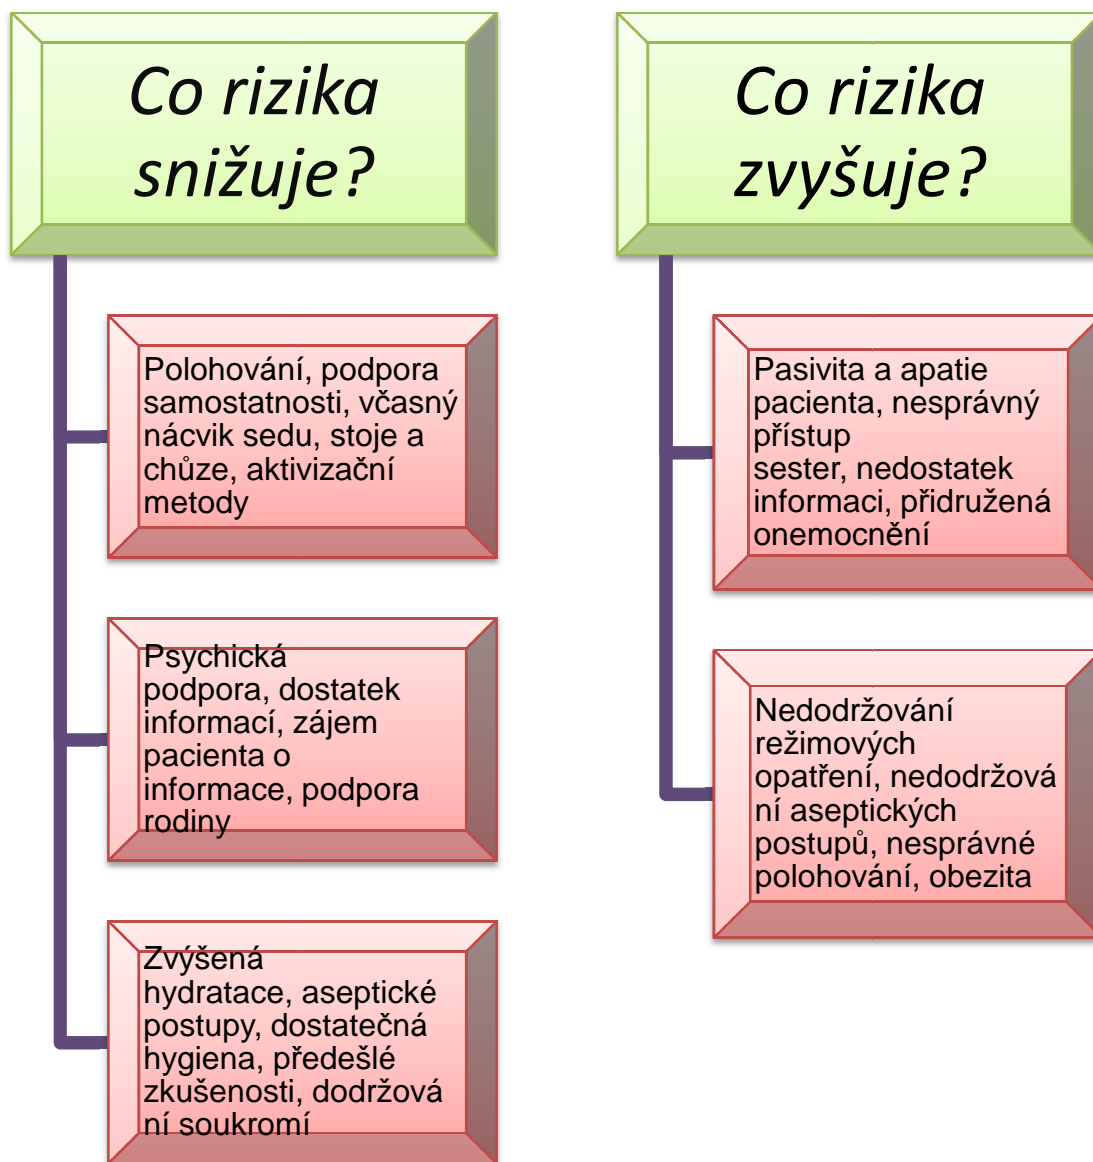 Co rizika
snižuje?
Polohování, podpora
samostatnosti, včasný
nácvik sedu, stoje a
chůze, aktivizační
metody
Psychická
podpora, dostatek
informací, zájem
pacienta o
informace, podpora
rodiny
Zvýšená
hydratace, aseptické
postupy, dostatečná
hygiena, předešlé
zkušenosti, dodržová
ní soukromí
Co rizika
zvyšuje?
Pasivita a apatie
pacienta, nesprávný
přístup
sester, nedostatek
informaci, přidružená
onemocnění
Nedodržování
režimových
opatření, nedodržová
ní aseptických
postupů, nesprávné
polohování, obezita